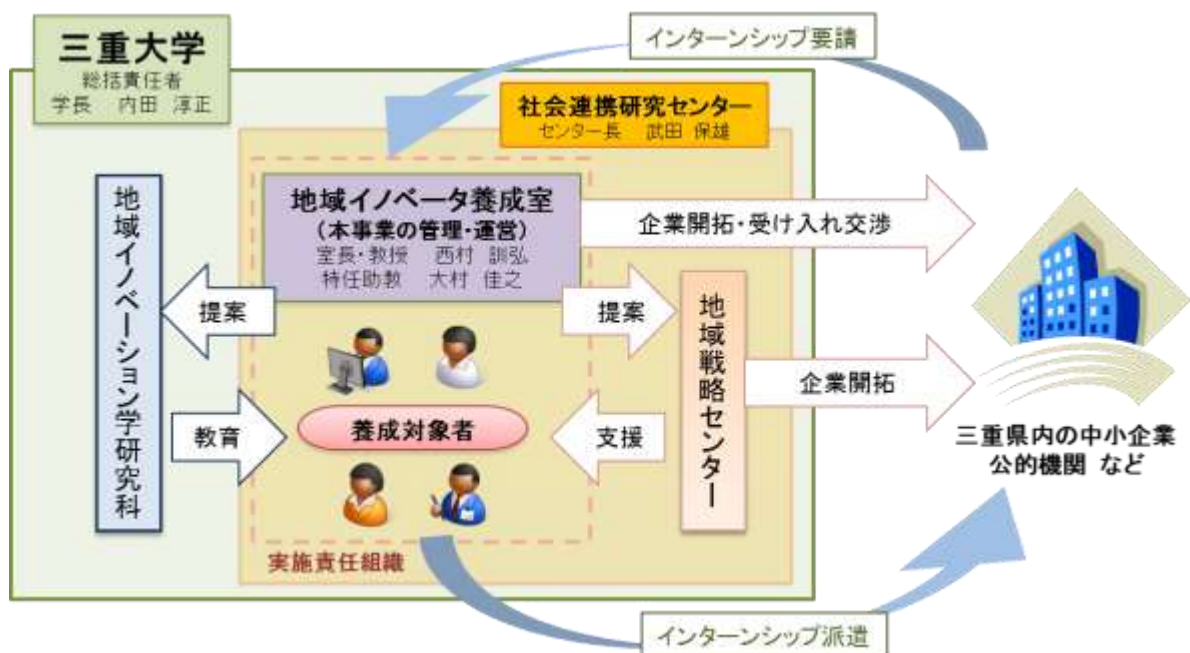 三重大学
総括責任者
学長 内田 淳正
インターンシップ要請
社会連携研究センター
センター長 武田 保雄
地域イノベーション学研究科
地域イノベータ養成室
(本事業の管理・運営)
室長・教授 西村 訓弘
特任助教 大村 佳之
企業開拓・受け入れ交渉
提案
提案
地域戦略センター
企業開拓
教育
養成対象者
支援
三重県内の中小企業
公的機関 など
実施責任組織
インターンシップ派遣